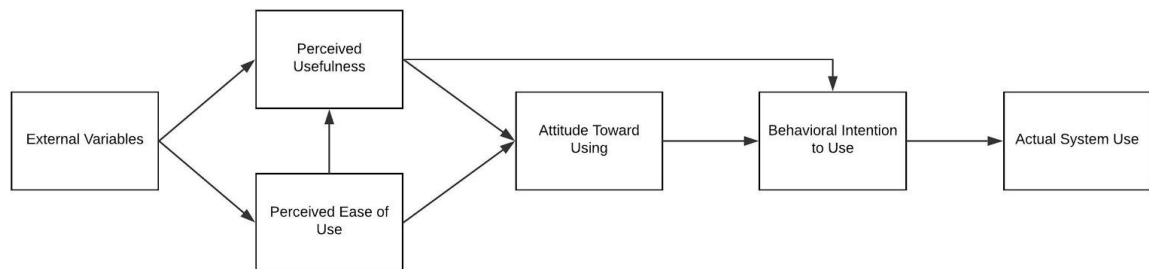 Perceived
Usefulness
External Variables
Perceived Ease of
Use
Attitude Toward
Using
Behavioral Intention
to Use
Actual System Use